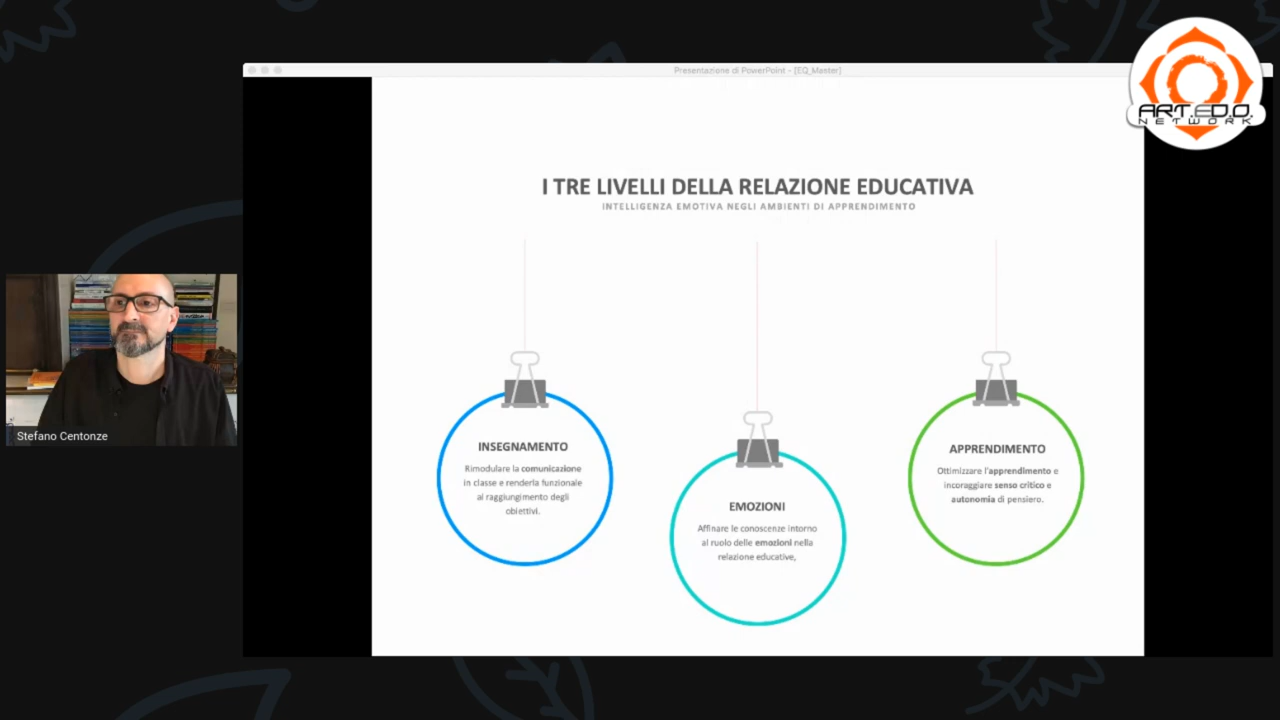 Presentazione di PowerPoint - [EQ_Master]
ART.E.D.O.
NETWORK
I TRE LIVELLI DELLA RELAZIONE EDUCATIVA
INTELLIGENZA EMOTIVA NEGLI AMBIENTI DI APPRENDIMENTO
INSEGNAMENTO
Rimodulare la comunicazione
in classe e renderla funzionale
al raggiungimento degli
obiettivi.
EMOZIONI
Affinare le conoscenze intorno
al ruolo delle emozioni nella
relazione educative,
APPRENDIMENTO
Ottimizzare l'apprendimento e
incoraggiare senso critico e
autonomia di pensiero.
Stefano Centonze